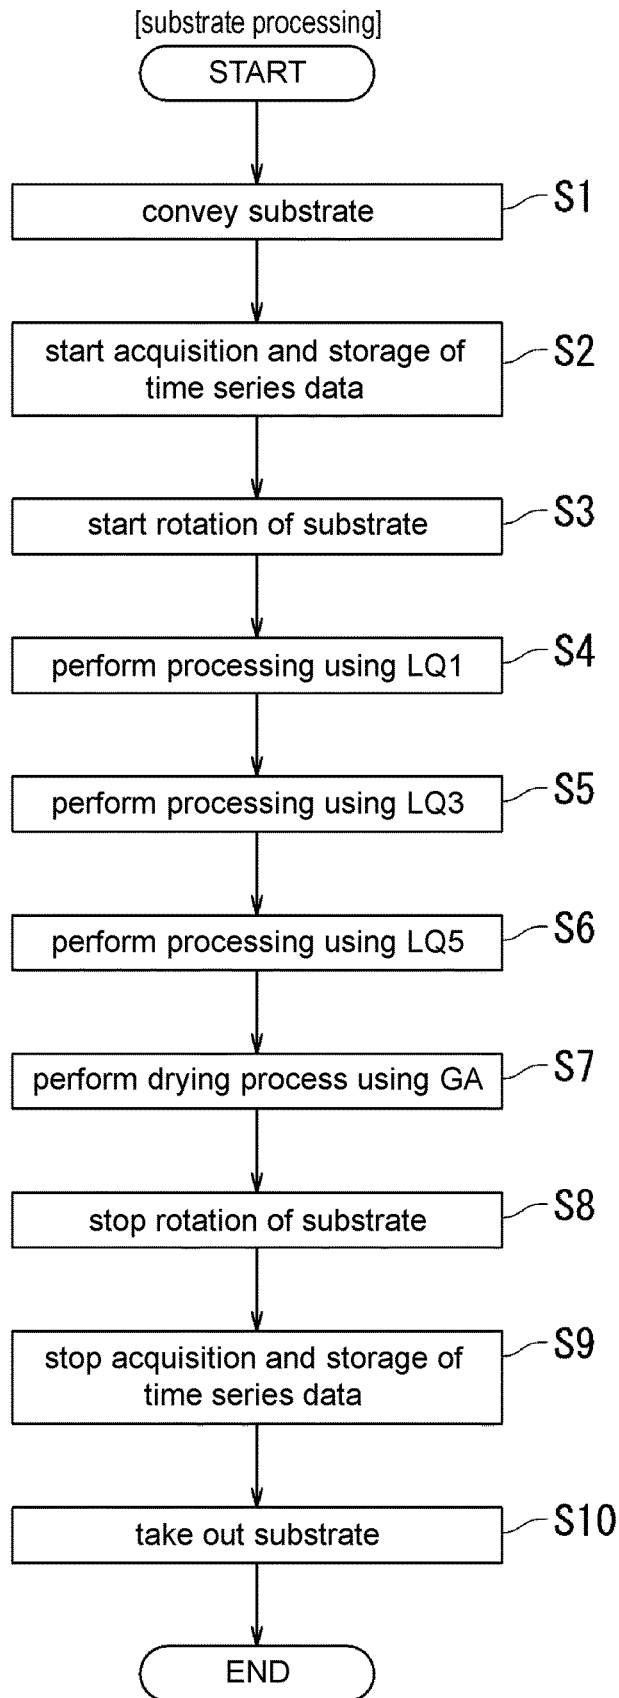 [substrate processing]
START
convey substrate
S1
start acquisition and storage of
time series data
S2
start rotation of substrate
S3
perform processing using LQ1
S4
perform processing using LQ3
S5
perform processing using LQ5
S6
perform drying process using GA
S7
stop rotation of substrate
S8
stop acquisition and storage of
time series data
S9
take out substrate
S10
END